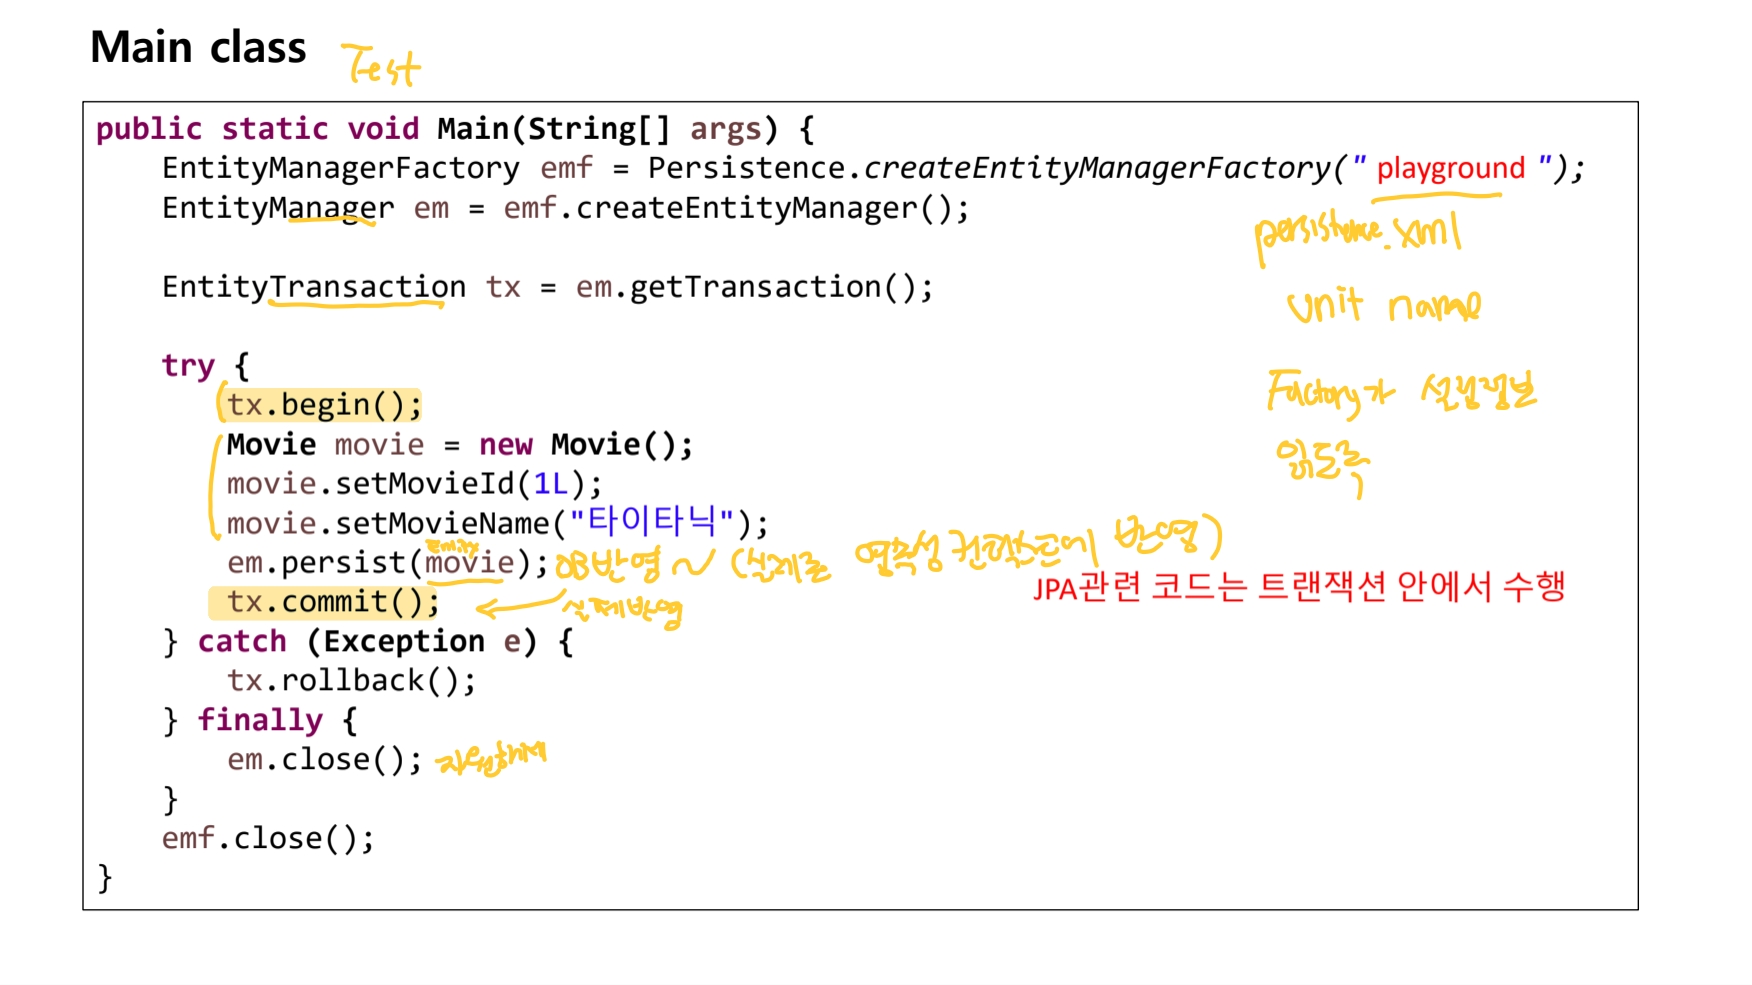 Main class Test
public static void Main(String[] args) {
EntityManagerFactory emf = Persistence.createEntityManagerFactory(" playground ");
EntityManager em = emf.createEntityManager();
persistence.xml
EntityTransaction tx = em.getTransaction();
unit name
try {
Factory가 설정정보
tx.begin();
Movie movie = new Movie();
읽도록
movie.setMovieId(1L);
movie.setMovieName("타이타닉");
Entity
em.persist(movie); DB반영 ~ (실제로 영속성 컨텍스트에 반영)
JPA관련 코드는 트랜잭션 안에서 수행
tx.commit(); 실제반영
} catch (Exception e) {
tx.rollback();
} finally {
em.close(); 자원해제
}
emf.close();
}